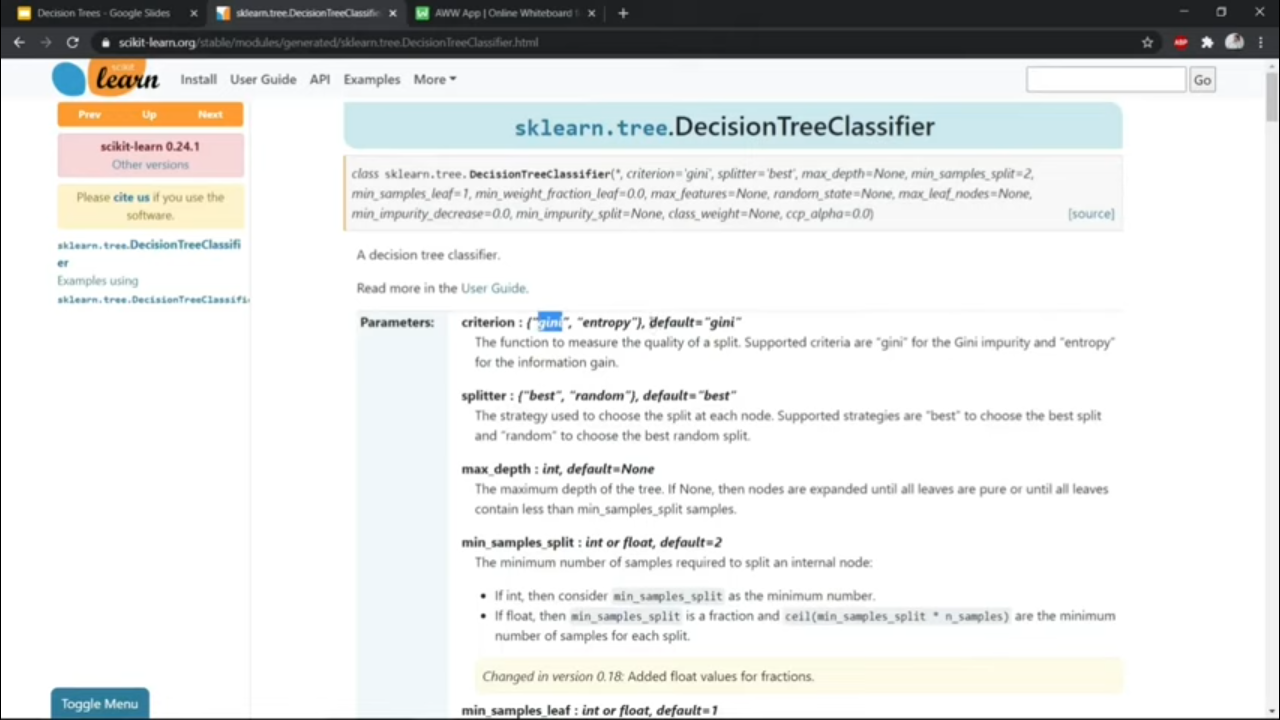 Decision Trees - Google Slides
sklearn.tree.DecisionTreeClassifie
AWW App | Online Whiteboard
scikit-learn.org/stable/modules/generated/sklearn.tree.DecisionTreeClassifier.html
ABP
scikit
learn
Install User Guide API Examples More
Go
Prev Up Next
scikit-learn 0.24.1
Other versions
Please cite us if you use the
software.
sklearn.tree.DecisionTreeClassifi
er
Examples using
sklearn.tree.DecisionTreeClassifi
sklearn.tree.DecisionTreeClassifier
class sklearn.tree.DecisionTreeClassifier(*, criterion='gini', splitter='best', max_depth=None, min_samples_split=2,
min_samples_leaf=1, min_weight_fraction_leaf=0.0, max_features=None, random_state=None, max_leaf_nodes=None,
min_impurity_decrease=0.0, min_impurity_split=None, class_weight=None, ccp_alpha=0.0)
[source]
A decision tree classifier.
Read more in the User Guide.
Parameters:
criterion : {"gini", "entropy"}, default="gini"
The function to measure the quality of a split. Supported criteria are "gini" for the Gini impurity and "entropy"
for the information gain.
splitter : {"best", "random"}, default="best"
The strategy used to choose the split at each node. Supported strategies are "best" to choose the best split
and "random" to choose the best random split.
max_depth : int, default=None
The maximum depth of the tree. If None, then nodes are expanded until all leaves are pure or until all leaves
contain less than min_samples_split samples.
min_samples_split : int or float, default=2
The minimum number of samples required to split an internal node:
• If int, then consider min_samples_split as the minimum number.
• If float, then min_samples_split is a fraction and ceil(min_samples_split * n_samples) are the minimum
number of samples for each split.
Changed in version 0.18: Added float values for fractions.
min_samples_leaf : int or float, default=1
Toggle Menu